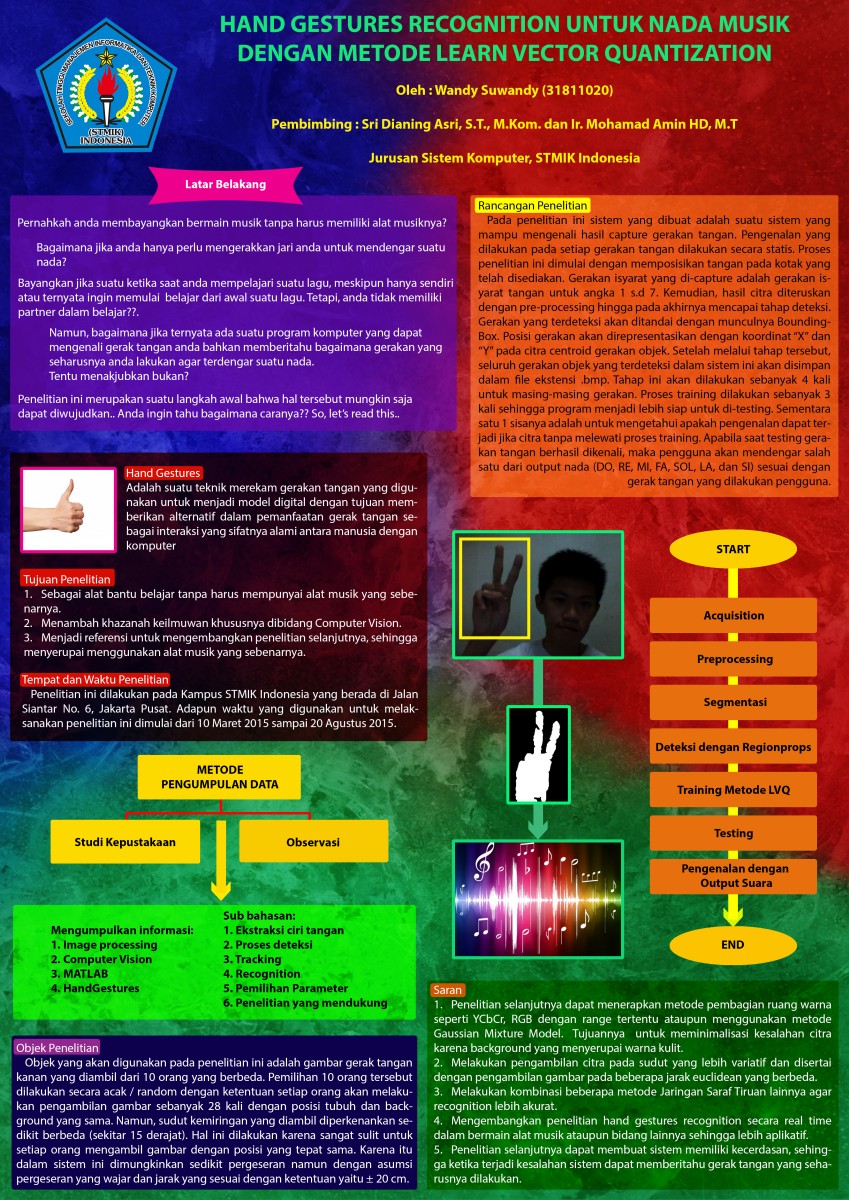 HAND GESTURES RECOGNITION UNTUK NADA MUSIK
DENGAN METODE LEARN VECTOR QUANTIZATION
Oleh : Wandy Suwandy (31811020)
Pembimbing : Sri Dianing Asri, S.T., M.Kom. dan Ir. Mohamad Amin HD, M.T
Jurusan Sistem Komputer, STMIK Indonesia
SEKOLAH TINGGI MANAJEMEN INFORMATIKA DAN TEKNIK KOMPUTER
(STMIK)
INDONESIA
Latar Belakang
Pernahkah anda membayangkan bermain musik tanpa harus memiliki alat musiknya?
Bagaimana jika anda hanya perlu mengerakkan jari anda untuk mendengar suatu
nada?
Bayangkan jika suatu ketika saat anda mempelajari suatu lagu, meskipun hanya sendiri
atau ternyata ingin memulai belajar dari awal suatu lagu. Tetapi, anda tidak memiliki
partner dalam belajar??.
Namun, bagaimana jika ternyata ada suatu program komputer yang dapat
mengenali gerak tangan anda bahkan memberitahu bagaimana gerakan yang
seharusnya anda lakukan agar terdengar suatu nada.
Tentu menakjubkan bukan?
Penelitian ini merupakan suatu langkah awal bahwa hal tersebut mungkin saja
dapat diwujudkan.. Anda ingin tahu bagaimana caranya?? So, let's read this..
Hand Gestures
Adalah suatu teknik merekam gerakan tangan yang digu-
nakan untuk menjadi model digital dengan tujuan mem-
berikan alternatif dalam pemanfaatan gerak tangan se-
bagai interaksi yang sifatnya alami antara manusia dengan
komputer
Tujuan Penelitian
1. Sebagai alat bantu belajar tanpa harus mempunyai alat musik yang sebe-
narnya.
2. Menambah khazanah keilmuwan khususnya dibidang Computer Vision.
3. Menjadi referensi untuk mengembangkan penelitian selanjutnya, sehingga
menyerupai menggunakan alat musik yang sebenarnya.
Tempat dan Waktu Penelitian
Penelitian ini dilakukan pada Kampus STMIK Indonesia yang berada di Jalan
Siantar No. 6, Jakarta Pusat. Adapun waktu yang digunakan untuk melak-
sanakan penelitian ini dimulai dari 10 Maret 2015 sampai 20 Agustus 2015.
METODE
PENGUMPULAN DATA
Studi Kepustakaan
Observasi
Mengumpulkan informasi:
1. Image processing
2. Computer Vision
3. MATLAB
4. HandGestures
Sub bahasan:
1. Ekstraksi ciri tangan
2. Proses deteksi
3. Tracking
4. Recognition
5. Pemilihan Parameter
6. Penelitian yang mendukung
Objek Penelitian
Objek yang akan digunakan pada penelitian ini adalah gambar gerak tangan
kanan yang diambil dari 10 orang yang berbeda. Pemilihan 10 orang tersebut
dilakukan secara acak / random dengan ketentuan setiap orang akan melaku-
kan pengambilan gambar sebanyak 28 kali dengan posisi tubuh dan back-
ground yang sama. Namun, sudut kemiringan yang diambil diperkenankan se-
dikit berbeda (sekitar 15 derajat). Hal ini dilakukan karena sangat sulit untuk
setiap orang mengambil gambar dengan posisi yang tepat sama. Karena itu
dalam sistem ini dimungkinkan sedikit pergeseran namun dengan asumsi
pergeseran yang wajar dan jarak yang sesuai dengan ketentuan yaitu ± 20 cm.
Rancangan Penelitian
Pada penelitian ini sistem yang dibuat adalah suatu sistem yang
mampu mengenali hasil capture gerakan tangan. Pengenalan yang
dilakukan pada setiap gerakan tangan dilakukan secara statis. Proses
penelitian ini dimulai dengan memposisikan tangan pada kotak yang
telah disediakan. Gerakan isyarat yang di-capture adalah gerakan is-
yarat tangan untuk angka 1 s.d 7. Kemudian, hasil citra diteruskan
dengan pre-processing hingga pada akhirnya mencapai tahap deteksi.
Gerakan yang terdeteksi akan ditandai dengan munculnya Bounding-
Box. Posisi gerakan akan direpresentasikan dengan koordinat "X" dan
"Y" pada citra centroid gerakan objek. Setelah melalui tahap tersebut,
seluruh gerakan objek yang terdeteksi dalam sistem ini akan disimpan
dalam file ekstensi .bmp. Tahap ini akan dilakukan sebanyak 4 kali
untuk masing-masing gerakan. Proses training dilakukan sebanyak 3
kali sehingga program menjadi lebih siap untuk di-testing. Sementara
satu 1 sisanya adalah untuk mengetahui apakah pengenalan dapat ter-
jadi jika citra tanpa melewati proses training. Apabila saat testing gera-
kan tangan berhasil dikenali, maka pengguna akan mendengar salah
satu dari output nada (DO, RE, MI, FA, SOL, LA, dan SI) sesuai dengan
gerak tangan yang dilakukan pengguna.
START
Acquisition
Preprocessing
Segmentasi
Deteksi dengan Regionprops
Training Metode LVQ
Testing
Pengenalan dengan
Output Suara
END
Saran
1. Penelitian selanjutnya dapat menerapkan metode pembagian ruang warna
seperti YCbCr, RGB dengan range tertentu ataupun menggunakan metode
Gaussian Mixture Model. Tujuannya untuk meminimalisasi kesalahan citra
karena background yang menyerupai warna kulit.
2. Melakukan pengambilan citra pada sudut yang lebih variatif dan disertai
dengan pengambilan gambar pada beberapa jarak euclidean yang berbeda.
3. Melakukan kombinasi beberapa metode Jaringan Saraf Tiruan lainnya agar
recognition lebih akurat.
4. Mengembangkan penelitian hand gestures recognition secara real time
dalam bermain alat musik ataupun bidang lainnya sehingga lebih aplikatif.
5. Penelitian selanjutnya dapat membuat sistem memiliki kecerdasan, sehing-
ga ketika terjadi kesalahan sistem dapat memberitahu gerak tangan yang seha-
rusnya dilakukan.